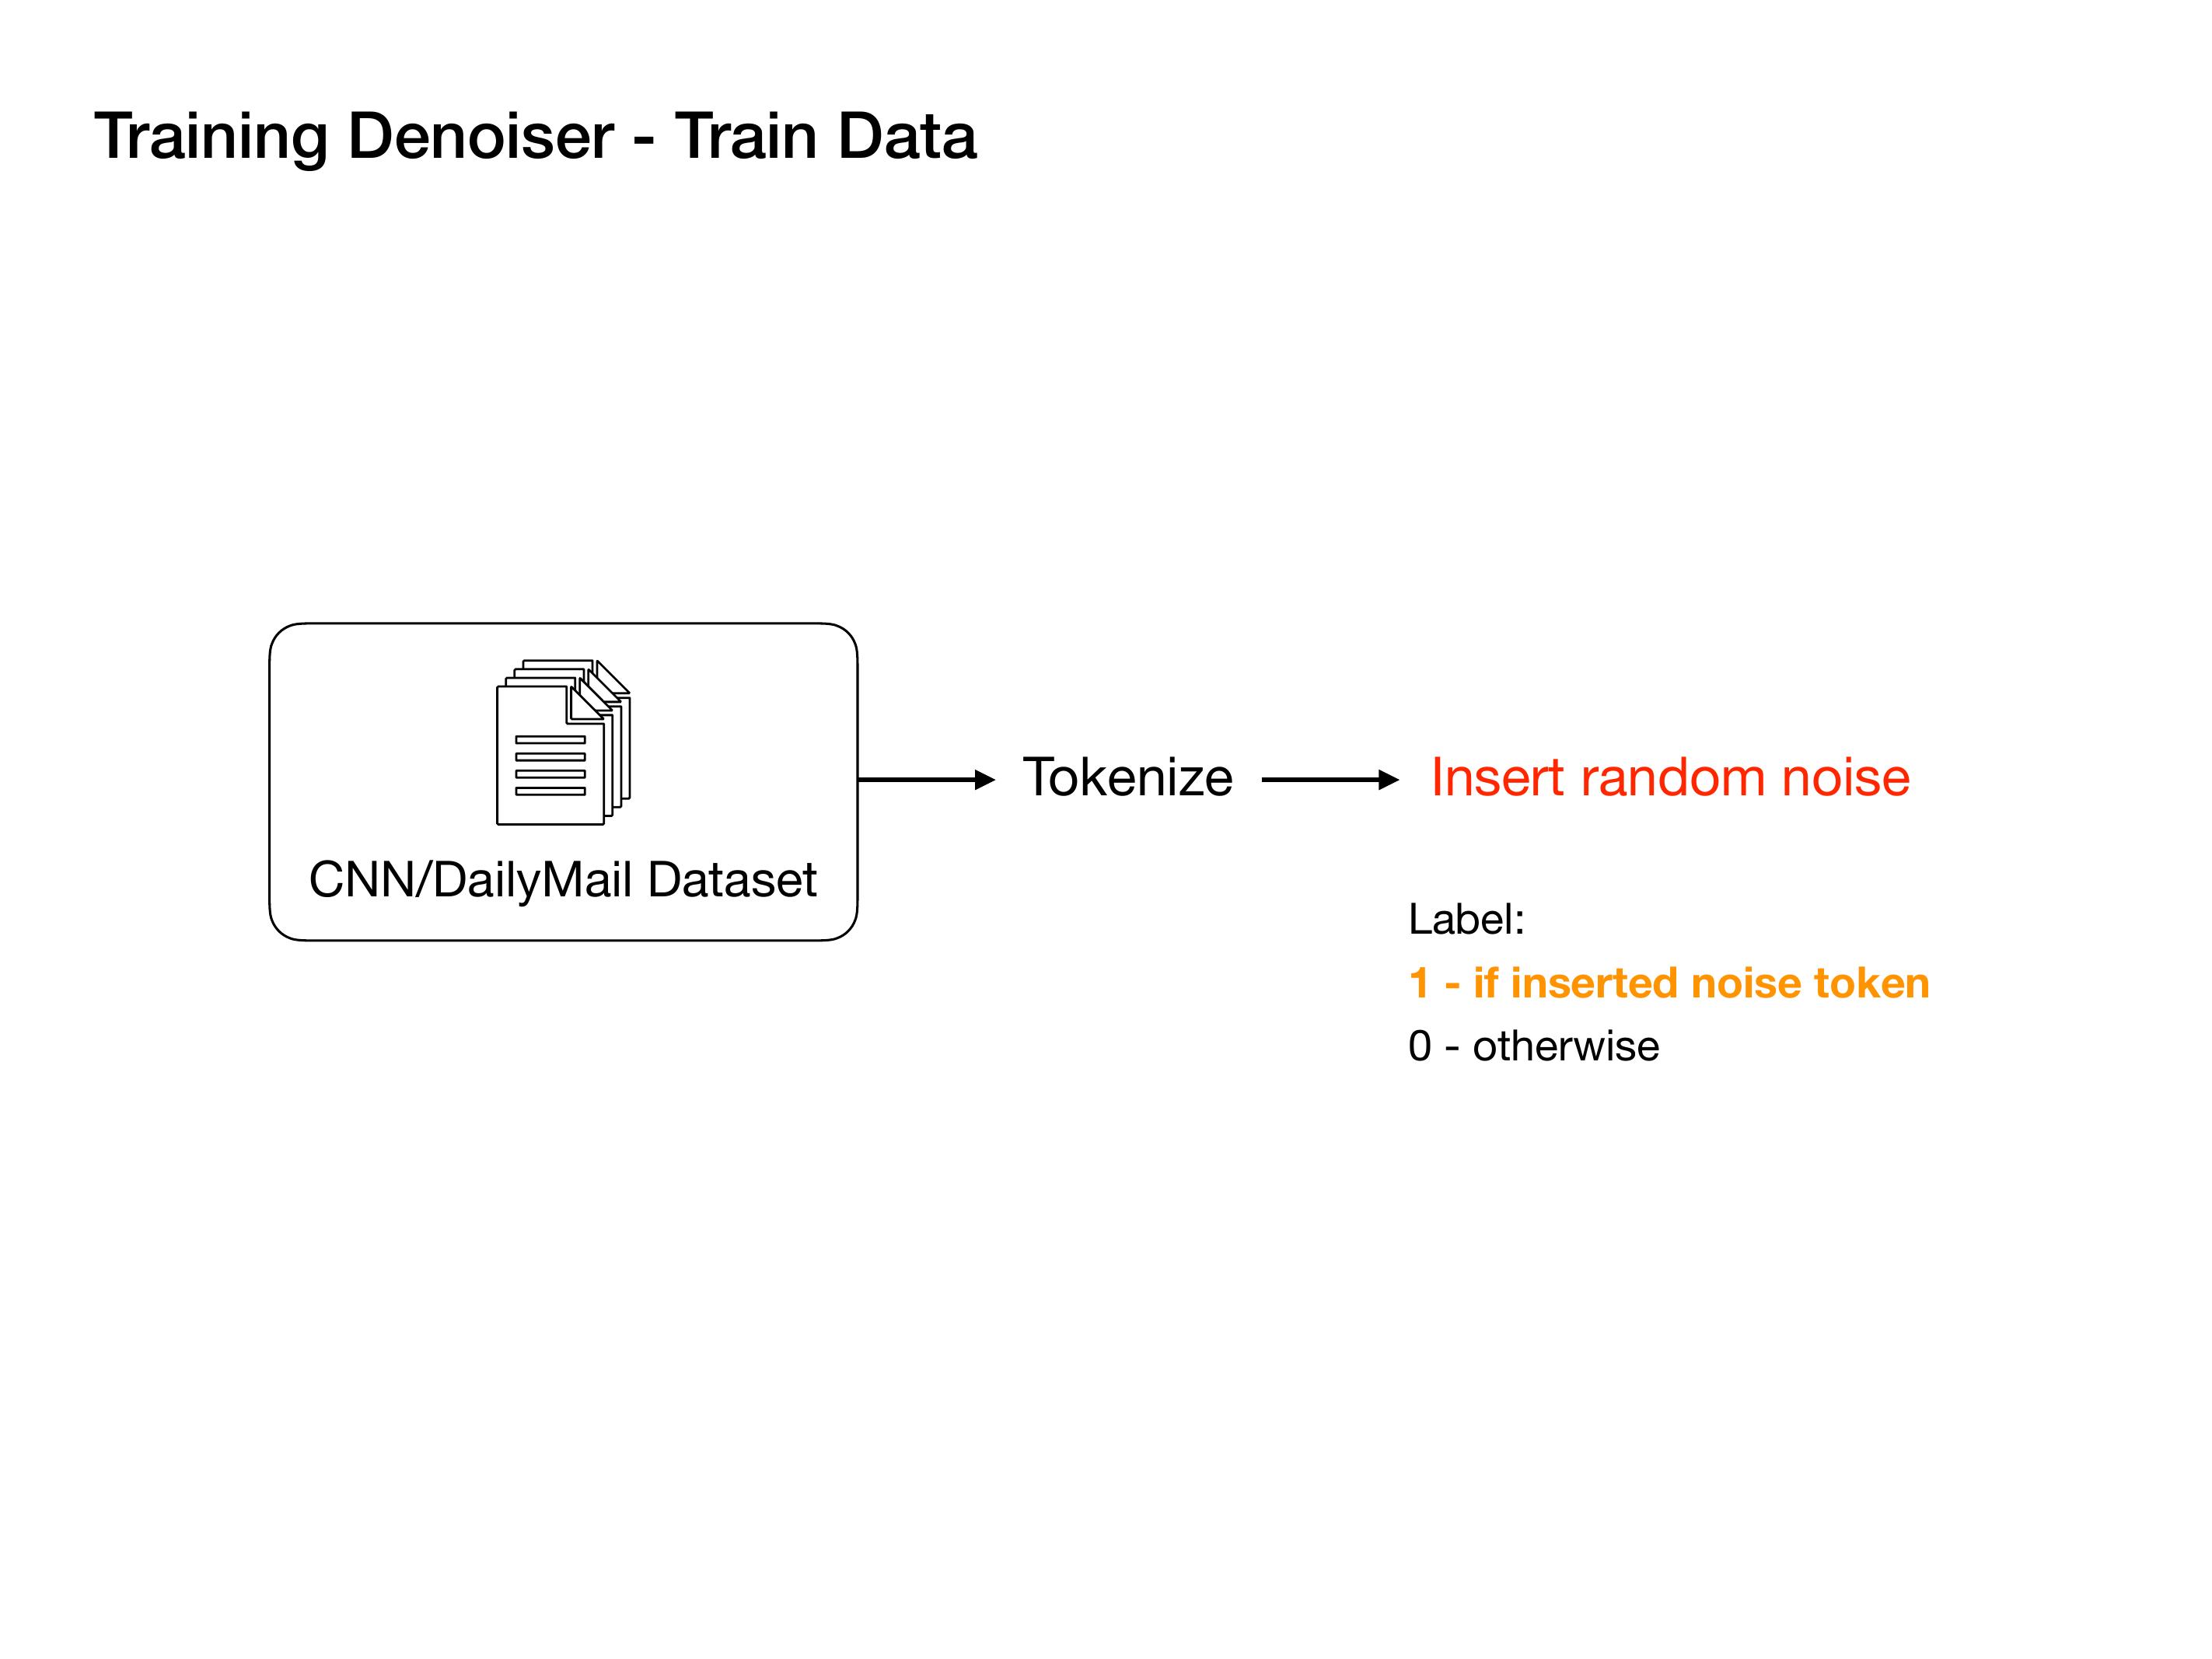 Training Denoiser - Train Data
CNN/DailyMail Dataset
Tokenize
Insert random noise
Label:
1 - if inserted noise token
0 - otherwise